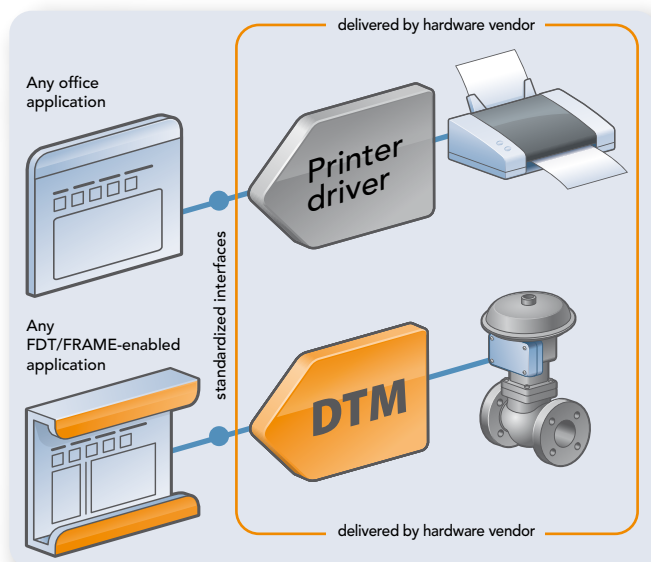 delivered by hardware vendor
Any office
application
Printer
driver
standardized interfaces
Any
FDT/FRAME-enabled
application
DTM
delivered by hardware vendor